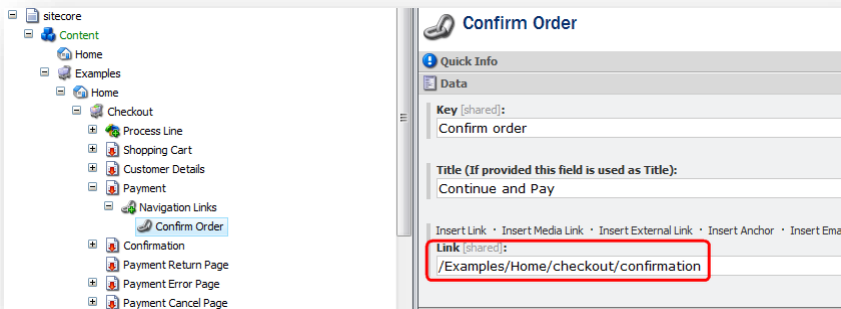 sitecore
Content
Home
Examples
Home
Checkout
Process Line
Shopping Cart
Customer Details
Payment
Navigation Links
Confirm Order
Confirmation
Payment Return Page
Payment Error Page
Payment Cancel Page
Confirm Order
Quick Info
Data
Key [shared]:
Confirm order
Title (If provided this field is used as Title):
Continue and Pay
Insert Link · Insert Media Link · Insert External Link · Insert Anchor · Insert Ema
Link [shared]:
/Examples/Home/checkout/confirmation